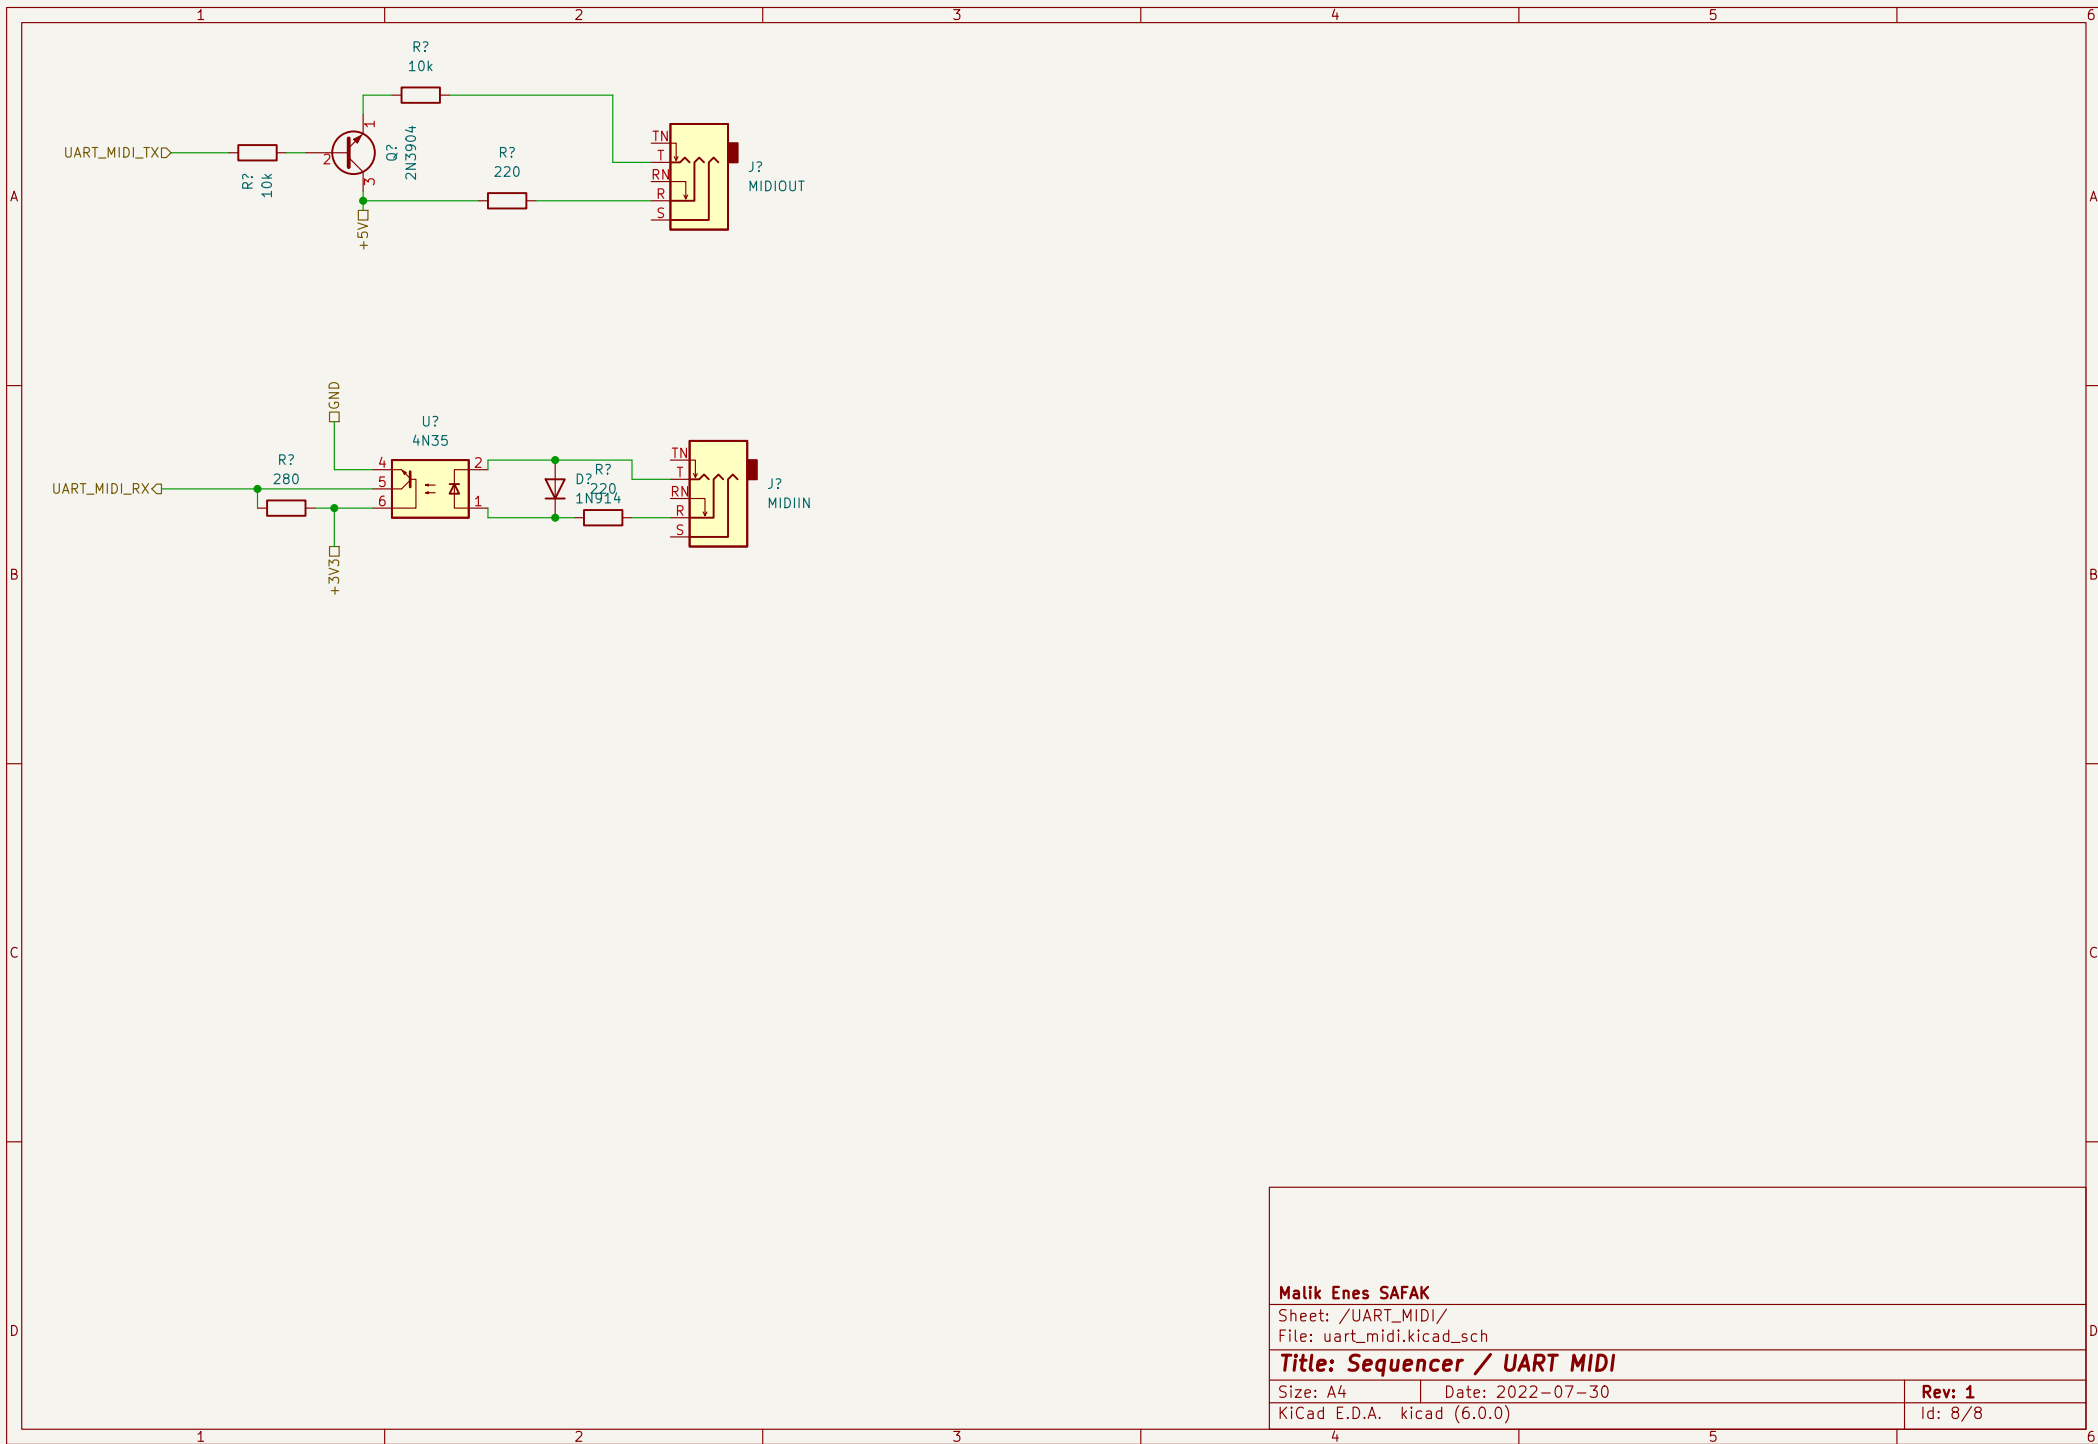 1 2 3 4 5 6
R?
10k
UART_MIDI_TX
R?
10k
2
1
3
Q?
2N3904
+5V
R?
220
TN
T
RN
R
S
J?
MIDIOUT
A A
GND
U?
4N35
R?
280
UART_MIDI_RX
4
5
6
2
1
+3V3
D?
1N914
R?
220
TN
T
RN
R
S
J?
MIDIIN
B B
C C
D D
Malik Enes SAFAK
Sheet: /UART_MIDI/
File: uart_midi.kicad_sch
Title: Sequencer / UART MIDI
Size: A4 Date: 2022-07-30 Rev: 1
KiCad E.D.A. kicad (6.0.0) Id: 8/8
1 2 3 4 5 6